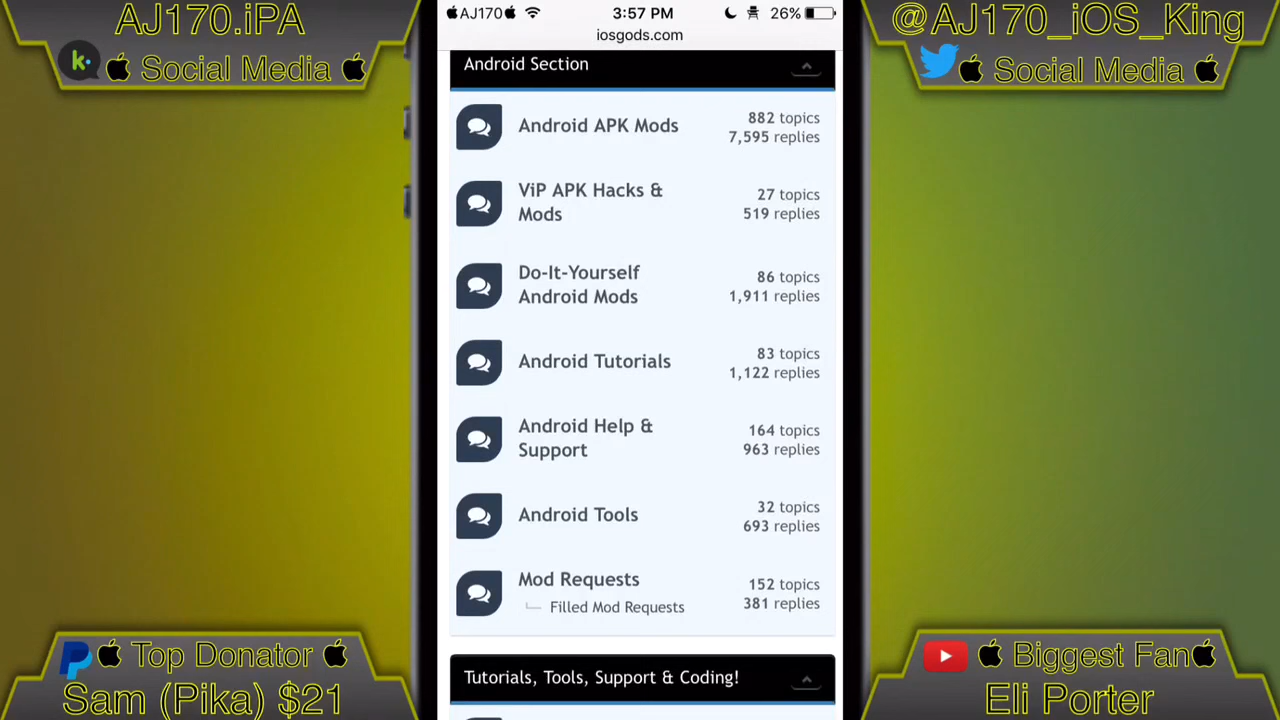 AJ170.iPA
k
Social Media
@AJ170_iOS_King
Social Media
AJ170
3:57 PM
26%
iosgods.com
Android Section
Android APK Mods
882 topics
7,595 replies
ViP APK Hacks &
Mods
27 topics
519 replies
Do-It-Yourself
Android Mods
86 topics
1,911 replies
Android Tutorials
83 topics
1,122 replies
Android Help &
Support
164 topics
963 replies
Android Tools
32 topics
693 replies
Mod Requests
Filled Mod Requests
152 topics
381 replies
Tutorials, Tools, Support & Coding!
Top Donator
Sam (Pika) $21
Biggest Fan
Eli Porter